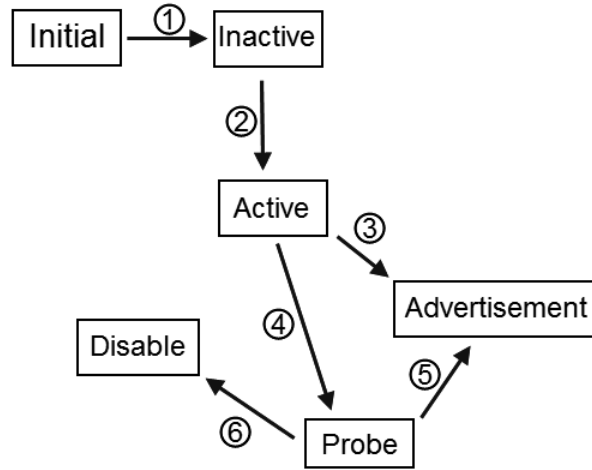 Initial
①
Inactive
②
Active
③
Advertisement
④
Disable
⑤
⑥
Probe